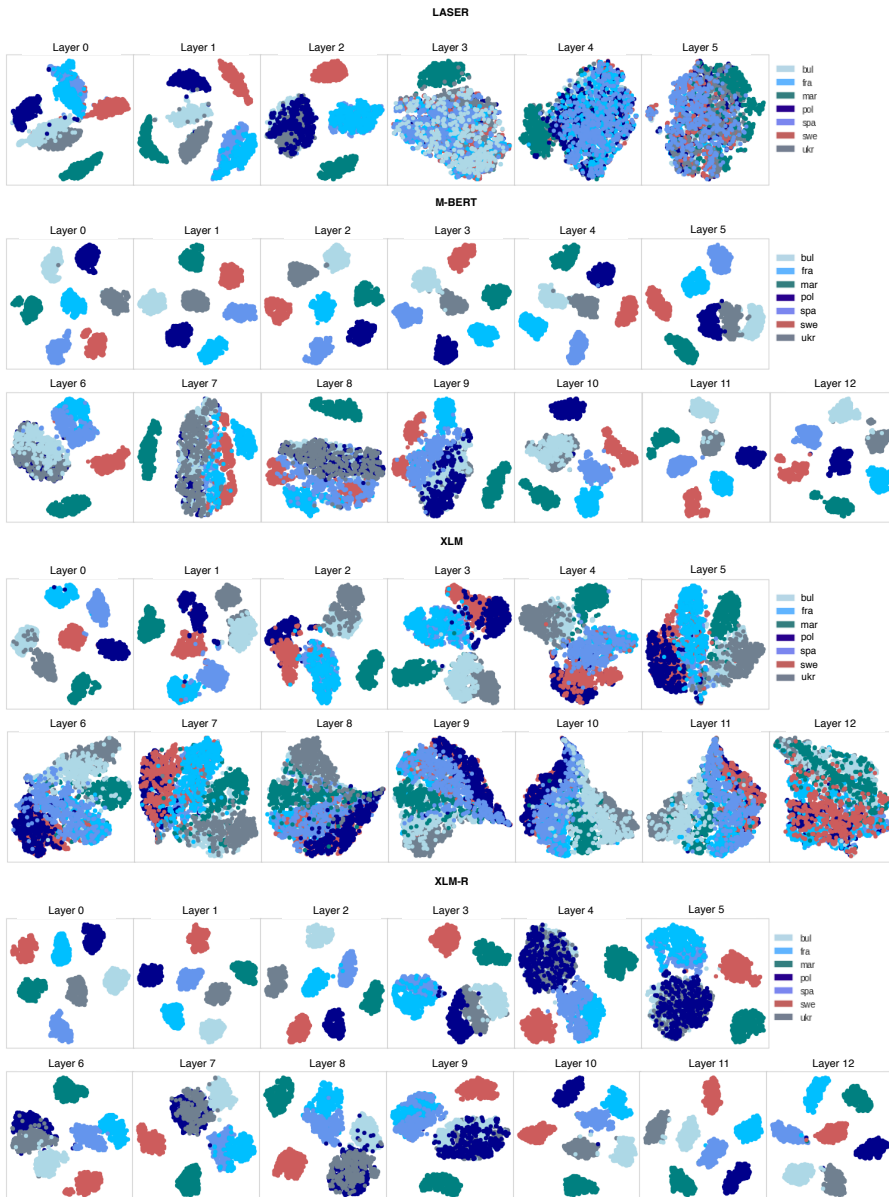 LASER
Layer 0 Layer 1 Layer 2 Layer 3 Layer 4 Layer 5
bul
fra
mar
pol
spa
swe
ukr
M-BERT
Layer 0 Layer 1 Layer 2 Layer 3 Layer 4 Layer 5
bul
fra
mar
pol
spa
swe
ukr
Layer 6 Layer 7 Layer 8 Layer 9 Layer 10 Layer 11 Layer 12
XLM
Layer 0 Layer 1 Layer 2 Layer 3 Layer 4 Layer 5
bul
fra
mar
pol
spa
swe
ukr
Layer 6 Layer 7 Layer 8 Layer 9 Layer 10 Layer 11 Layer 12
XLM-R
Layer 0 Layer 1 Layer 2 Layer 3 Layer 4 Layer 5
bul
fra
mar
pol
spa
swe
ukr
Layer 6 Layer 7 Layer 8 Layer 9 Layer 10 Layer 11 Layer 12